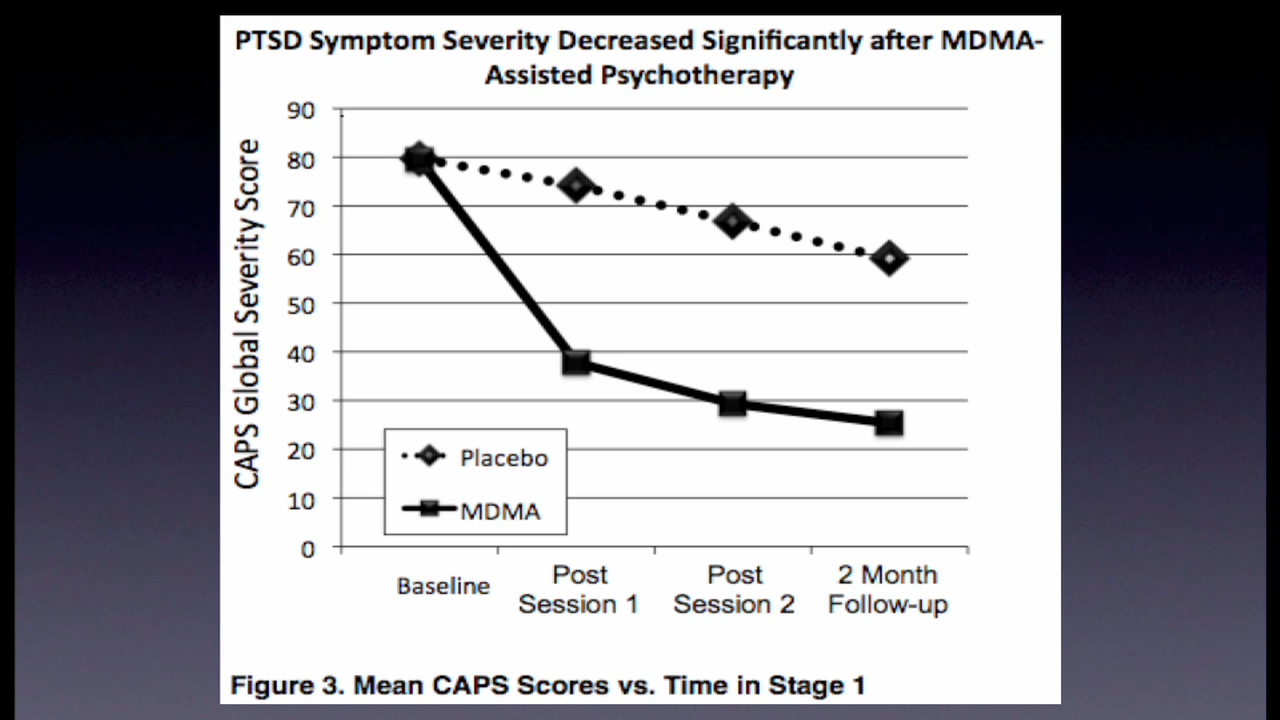 PTSD Symptom Severity Decreased Significantly after MDMA-
Assisted Psychotherapy
CAPS Global Severity Score
90
80
70
60
50
40
30
20
10
0
Placebo
MDMA
Baseline
Post
Session 1
Post
Session 2
2 Month
Follow-up
Figure 3. Mean CAPS Scores vs. Time in Stage 1